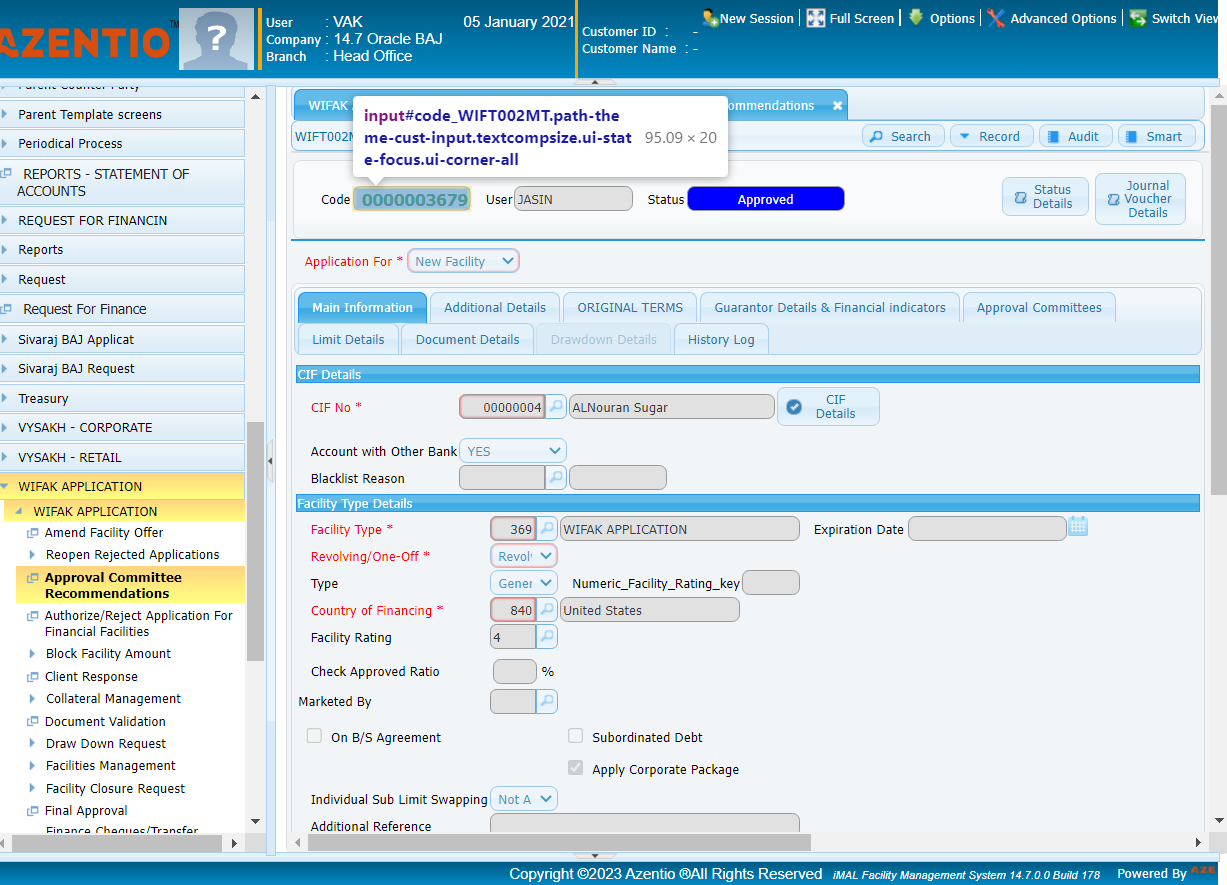 AZENTIO™
User : VAK
Company : 14.7 Oracle BAJ
Branch : Head Office
05 January 2021
Customer ID : -
Customer Name : -
New Session
Full Screen
Options
Advanced Options
Switch View
Parent Counter Party
Parent Template screens
Periodical Process
REPORTS - STATEMENT OF
ACCOUNTS
REQUEST FOR FINANCIN
Reports
Request
Request For Finance
Sivaraj BAJ Applicat
Sivaraj BAJ Request
Treasury
VYSAKH - CORPORATE
VYSAKH - RETAIL
WIFAK APPLICATION
WIFAK APPLICATION
Amend Facility Offer
Reopen Rejected Applications
Approval Committee
Recommendations
Authorize/Reject Application For
Financial Facilities
Block Facility Amount
Client Response
Collateral Management
Document Validation
Draw Down Request
Facilities Management
Facility Closure Request
Final Approval
Finance Cheques/Transfer
WIFAK
ommendations
WIFT002M
Search
Record
Audit
Smart
input#code_WIFT002MT.path-the
me-cust-input.textcompsize.ui-stat
e-focus.ui-corner-all
95.09 × 20
Code 0000003679 User JASIN Status Approved
Status
Details
Journal
Voucher
Details
Application For * New Facility
Main Information
Additional Details
ORIGINAL TERMS
Guarantor Details & Financial indicators
Approval Committees
Limit Details
Document Details
Drawdown Details
History Log
CIF Details
CIF No * 00000004 ALNouran Sugar
CIF
Details
Account with Other Bank YES
Blacklist Reason
Facility Type Details
Facility Type * 369 WIFAK APPLICATION Expiration Date
Revolving/One-Off * Revol
Type Gener Numeric_Facility_Rating_key
Country of Financing * 840 United States
Facility Rating 4
Check Approved Ratio %
Marketed By
On B/S Agreement
Subordinated Debt
Apply Corporate Package
Individual Sub Limit Swapping Not A
Additional Reference
Copyright ©2023 Azentio ®All Rights Reserved iMAL Facility Management System 14.7.0.0 Build 178 Powered By AZE